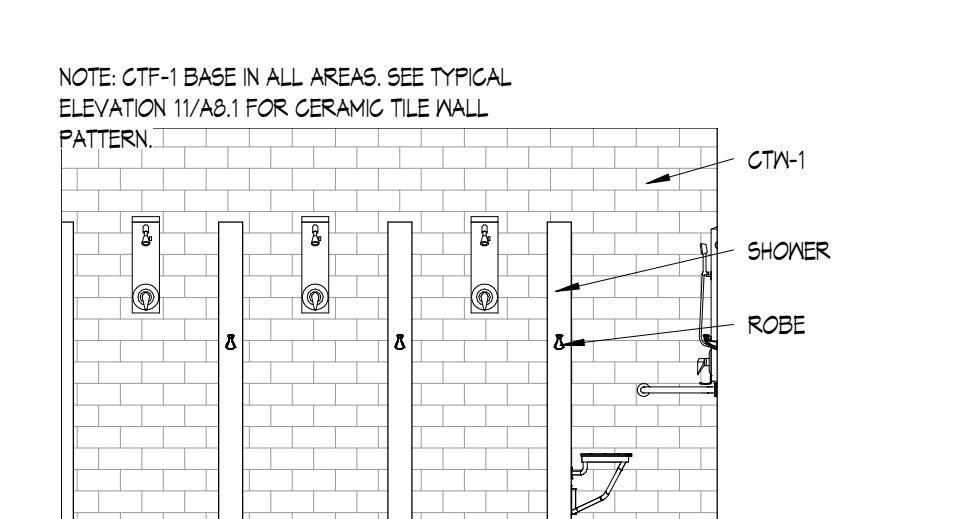 NOTE: CTF-1 BASE IN ALL AREAS. SEE TYPICAL
ELEVATION 11/A8.1 FOR CERAMIC TILE WALL
PATTERN.
CTW-1
SHOWER
ROBE